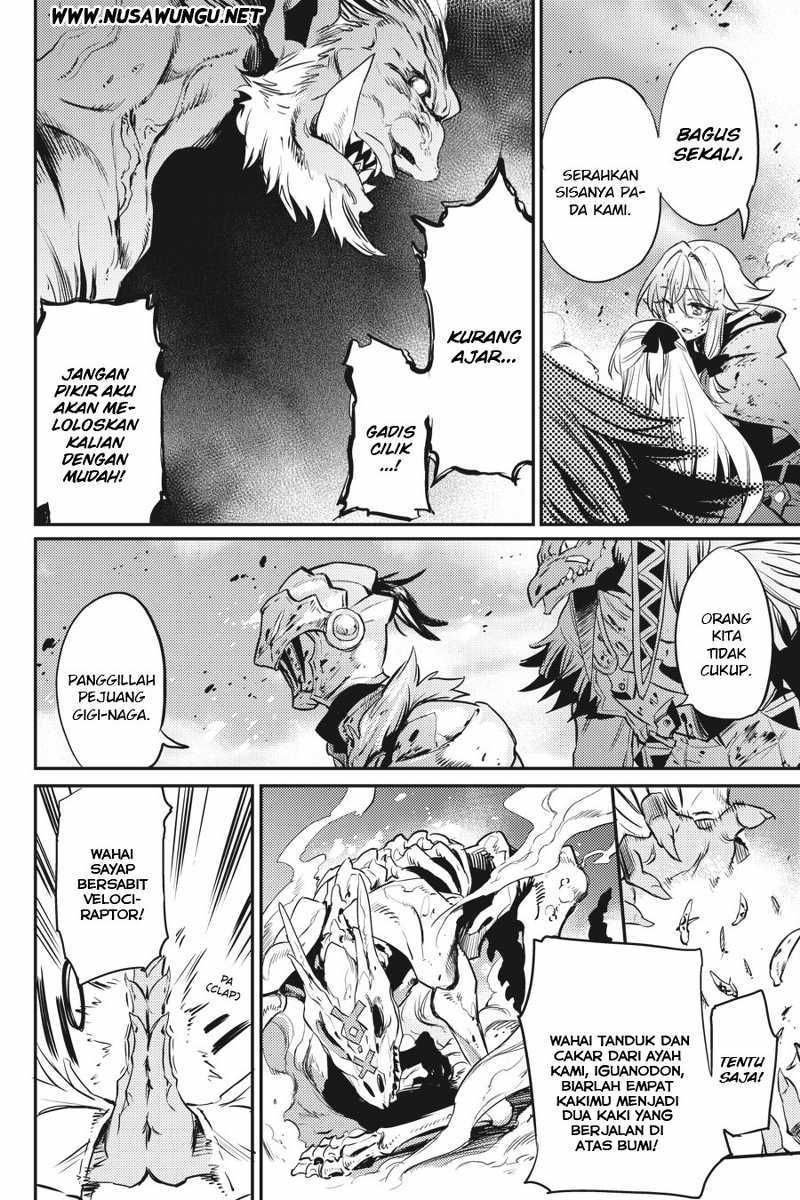 WWW.NUSAWUNGU.NET
BAGUS
SEKALI.
SERAHKAN
SISANYA PA-
DA KAMI.
KURANG
AJAR...
GADIS
CILIK
...!
JANGAN
PIKIR AKU
AKAN ME-
LOLOSKAN
KALIAN
DENGAN
MUDAH!
ORANG
KITA
TIDAK
CUKUP.
PANGGILLAH
PEJUANG
GIGI-NAGA.
TENTU
SAJA!
WAHAI TANDUK DAN
CAKAR DARI AYAH
KAMI, IGUANODON,
BIARLAH EMPAT
KAKIMU MENJADI
DUA KAKI YANG
BERJALAN DI
ATAS BUMI!
WAHAI
SAYAP
BERSABIT
VELOCI-
RAPTOR!
PA
(CLAP)